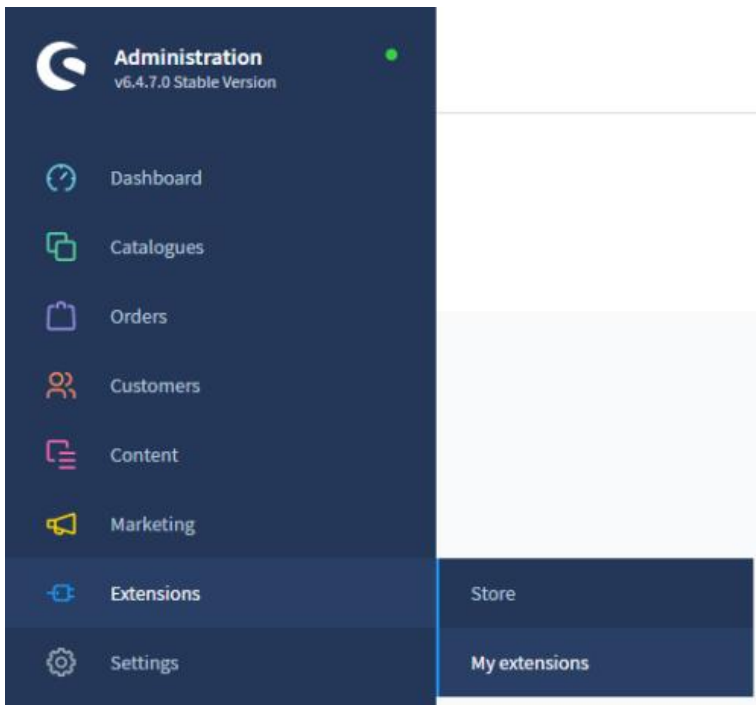 Administration
v6.4.7.0 Stable Version
Dashboard
Catalogues
Orders
Customers
Content
Marketing
Extensions
Store
Settings
My extensions